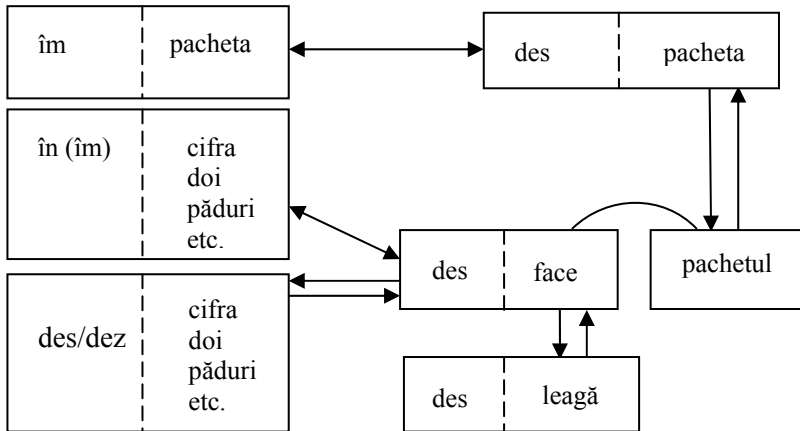 îm pacheta
des pacheta
în (îm) cifra
doi
păduri
etc.
des face
pachetul
des/dez cifra
doi
păduri
etc.
des leagă